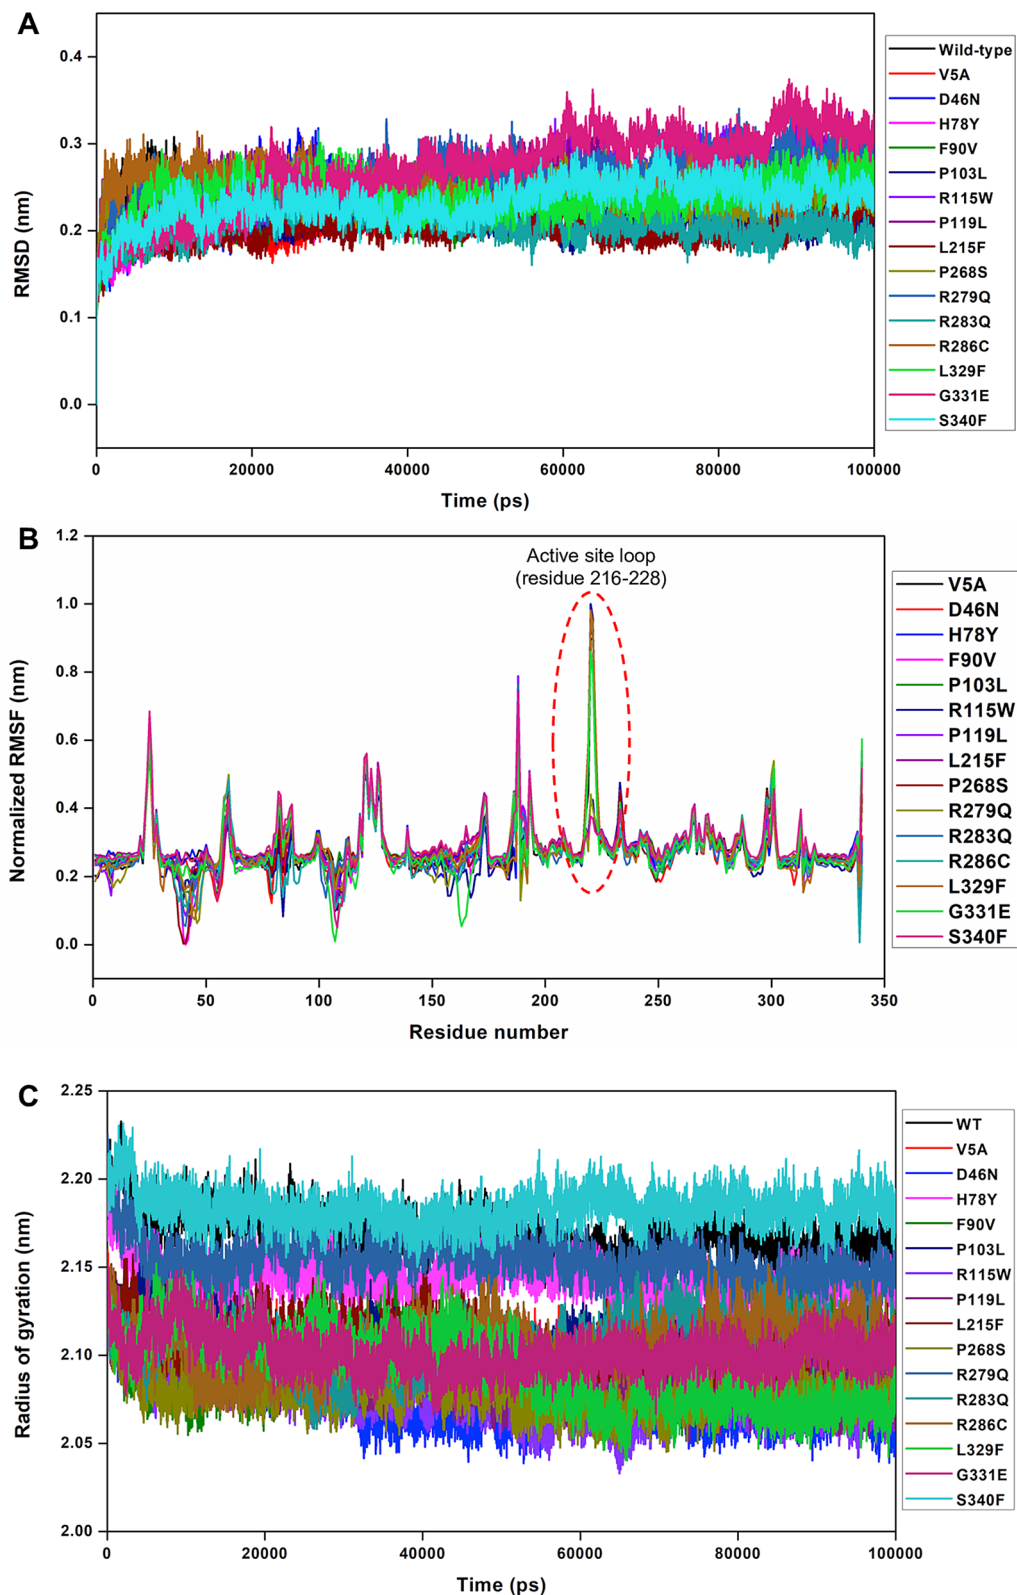 A
RMSD (nm)
0.4
0.3
0.2
0.1
0.0
0 20000 40000 60000 80000 100000
Time (ps)
Wild-type
V5A
D46N
H78Y
F90V
P103L
R115W
P119L
L215F
P268S
R279Q
R283Q
R286C
L329F
G331E
S340F
B
Normalized RMSF (nm)
1.2
1.0
0.8
0.6
0.4
0.2
0.0
Active site loop
(residue 216-228)
0 50 100 150 200 250 300 350
Residue number
V5A
D46N
H78Y
F90V
P103L
R115W
P119L
L215F
P268S
R279Q
R283Q
R286C
L329F
G331E
S340F
C
Radius of gyration (nm)
2.25
2.20
2.15
2.10
2.05
2.00
0 20000 40000 60000 80000 100000
Time (ps)
WT
V5A
D46N
H78Y
F90V
P103L
R115W
P119L
L215F
P268S
R279Q
R283Q
R286C
L329F
G331E
S340F